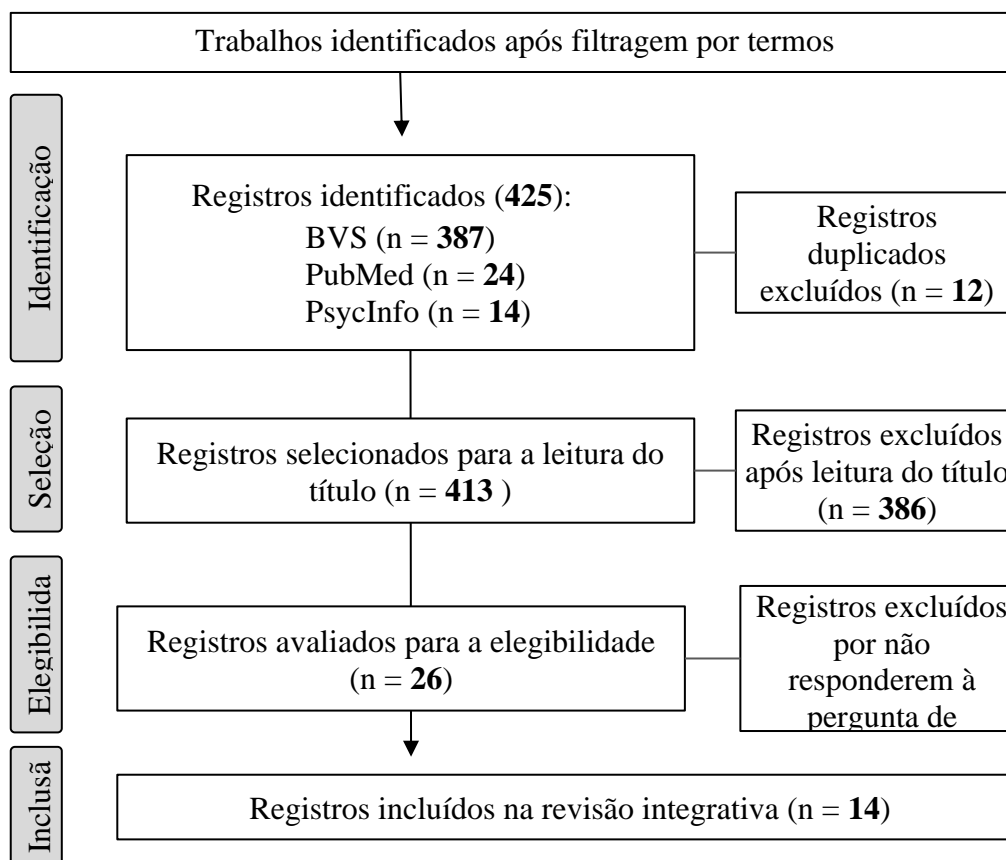 Trabalhos identificados após filtragem por termos
Identificação
Registros identificados (425):
BVS (n = 387)
PubMed (n = 24)
PsycInfo (n = 14)
Registros
duplicados
excluídos (n = 12)
Seleção
Registros selecionados para a leitura do
título (n = 413 )
Registros excluídos
após leitura do título
(n = 386)
Elegibilida
Registros avaliados para a elegibilidade
(n = 26)
Registros excluídos
por não
responderem à
pergunta de
Inclusã
Registros incluídos na revisão integrativa (n = 14)